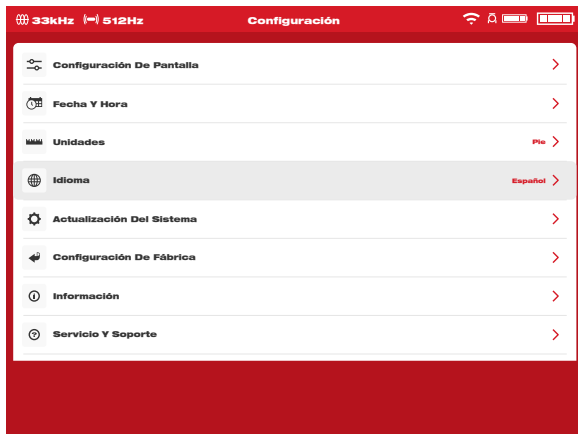 33kHz 512Hz Configuración
Configuración De Pantalla
Fecha Y Hora
Unidades Pie
Idioma Español
Actualización Del Sistema
Configuración De Fábrica
Información
Servicio Y Soporte